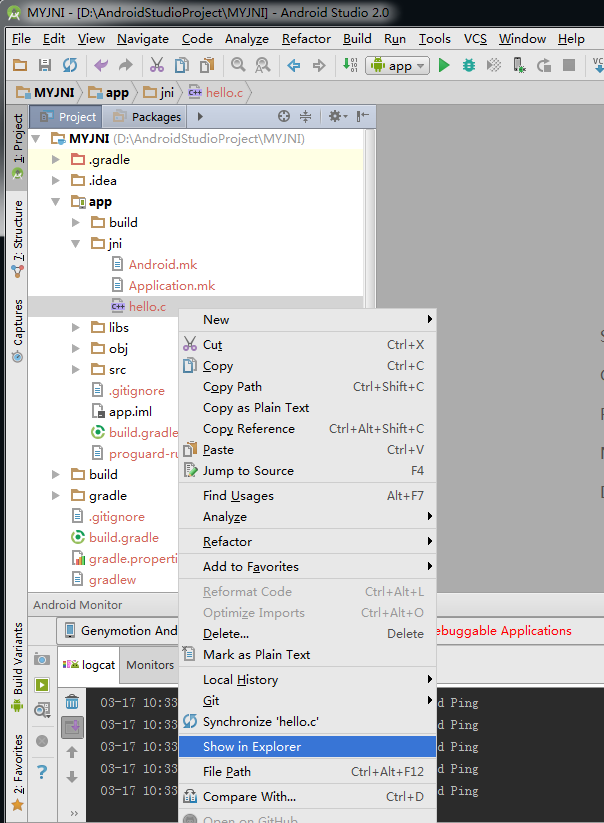 MYJNI - [D:\AndroidStudioProject\MYJNI] - Android Studio 2.0
File Edit View Navigate Code Analyze Refactor Build Run Tools VCS Window Help
app
MYJNI app jni hello.c
1: Project
7: Structure
Captures
Build Variants
2: Favorites
Project Packages
MYJNI (D:\AndroidStudioProject\MYJNI)
.gradle
.idea
app
build
jni
Android.mk
Application.mk
hello.c
libs
obj
src
.gitignore
app.iml
build.gradle
proguard-ru
build
gradle
.gitignore
build.gradle
gradle.properti
gradlew
New
Cut Ctrl+X
Copy Ctrl+C
Copy Path Ctrl+Shift+C
Copy as Plain Text
Copy Reference Ctrl+Alt+Shift+C
Paste Ctrl+V
Jump to Source F4
Find Usages Alt+F7
Analyze
Refactor
Add to Favorites
Reformat Code Ctrl+Alt+L
Optimize Imports Ctrl+Alt+O
Delete... Delete
Mark as Plain Text
Local History
Git
Synchronize 'hello.c'
Show in Explorer
File Path Ctrl+Alt+F12
Compare With... Ctrl+D
Open on GitHub
Android Monitor
Genymotion And
ebuggable Applications
logcat Monitors
03-17 10:33 d Ping
03-17 10:33 d Ping
03-17 10:33 d Ping
03-17 10:33 d Ping
03-17 10:33 d Ping